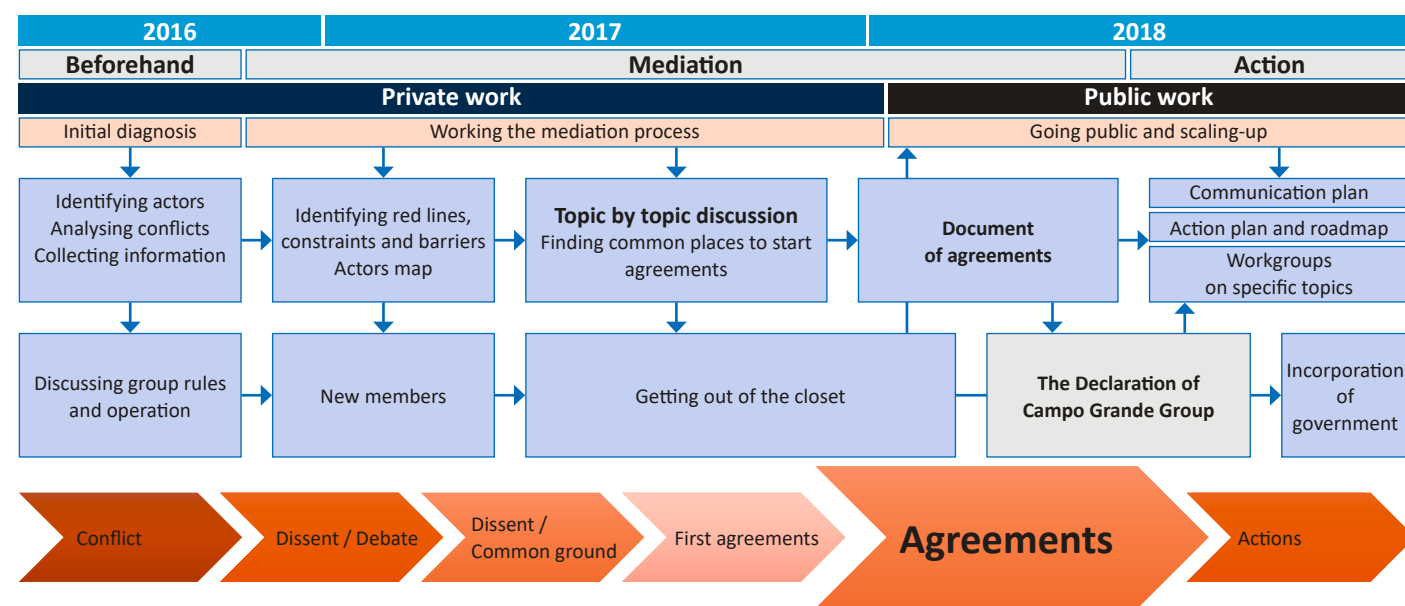 2016
2017
2018
Beforehand
Mediation
Action
Private work
Public work
Initial diagnosis
Working the mediation process
Going public and scaling-up
Identifying actors
Analysing conflicts
Collecting information
Identifying red lines,
constraints and barriers
Actors map
Topic by topic discussion
Finding common places to start
agreements
Document
of agreements
Communication plan
Action plan and roadmap
Workgroups
on specific topics
Discussing group rules
and operation
New members
Getting out of the closet
The Declaration of
Campo Grande Group
Incorporation
of
government
Conflict
Dissent / Debate
Dissent /
Common ground
First agreements
Agreements
Actions